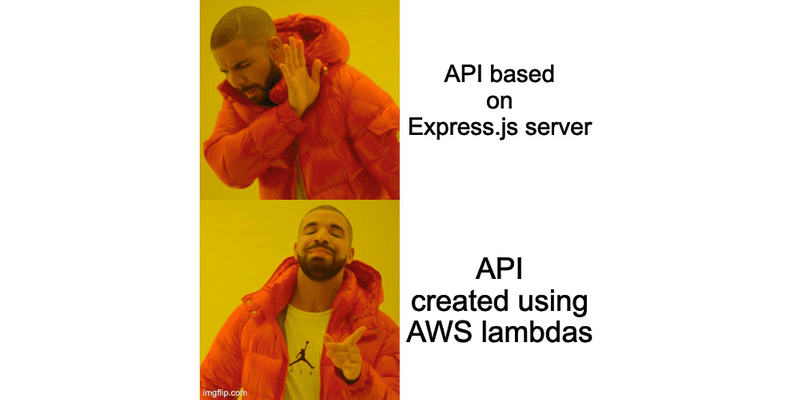 API based
on
Express.js server
API
created using
AWS lambdas
imgflip.com